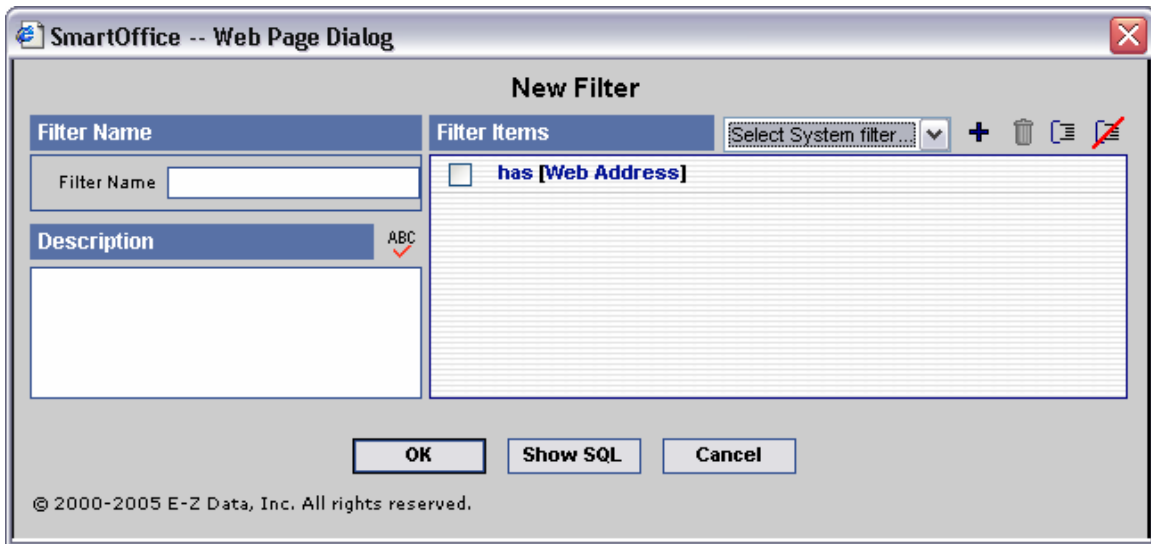 SmartOffice -- Web Page Dialog
New Filter
Filter Name
Filter Items
Select System filter...
Filter Name
has [Web Address]
Description
ABC
OK
Show SQL
Cancel
© 2000-2005 E-Z Data, Inc. All rights reserved.